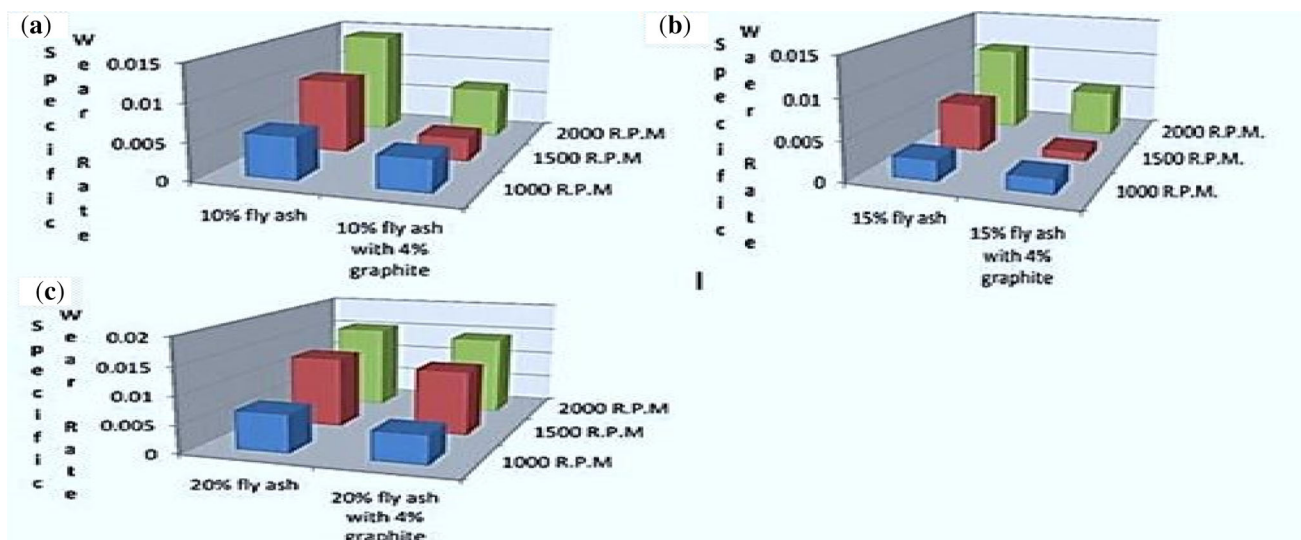 (a)
Specific
Wear Rate
0.015
0.01
0.005
0
10% fly ash
10% fly ash
with 4%
graphite
2000 R.P.M
1500 R.P.M
1000 R.P.M
(b)
Specific
Waer Rate
0.015
0.01
0.005
0
15% fly ash
15% fly ash
with 4%
graphite
2000 R.P.M.
1500 R.P.M.
1000 R.P.M.
(c)
Specific
Wear Rate
0.02
0.015
0.01
0.005
0
20% fly ash
20% fly ash
with 4%
graphite
2000 R.P.M
1500 R.P.M
1000 R.P.M